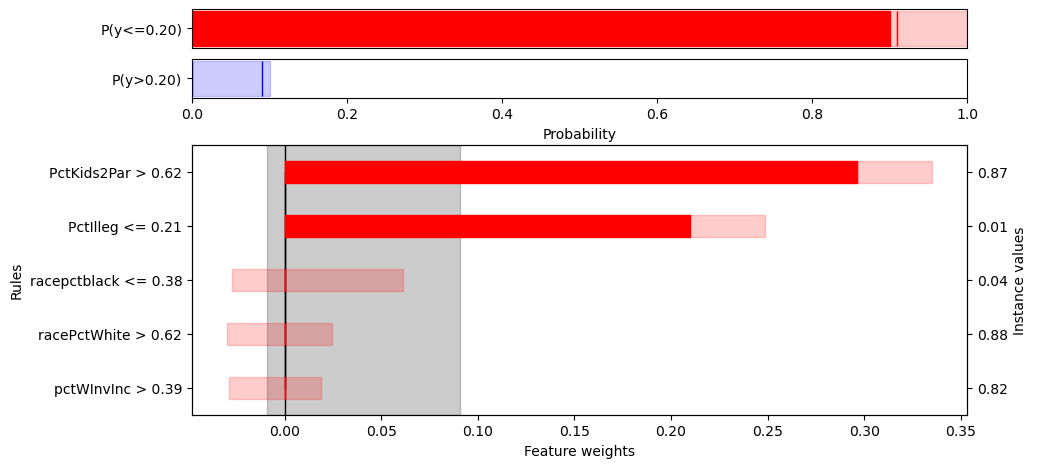 P(y<=0.20)
P(y>0.20)
0.0 0.2 0.4 0.6 0.8 1.0
Probability
PctKids2Par > 0.62 0.87
PctIlleg <= 0.21 0.01
racepctblack <= 0.38 0.04
racePctWhite > 0.62 0.88
pctWInvInc > 0.39 0.82
Rules
Instance values
0.00 0.05 0.10 0.15 0.20 0.25 0.30 0.35
Feature weights